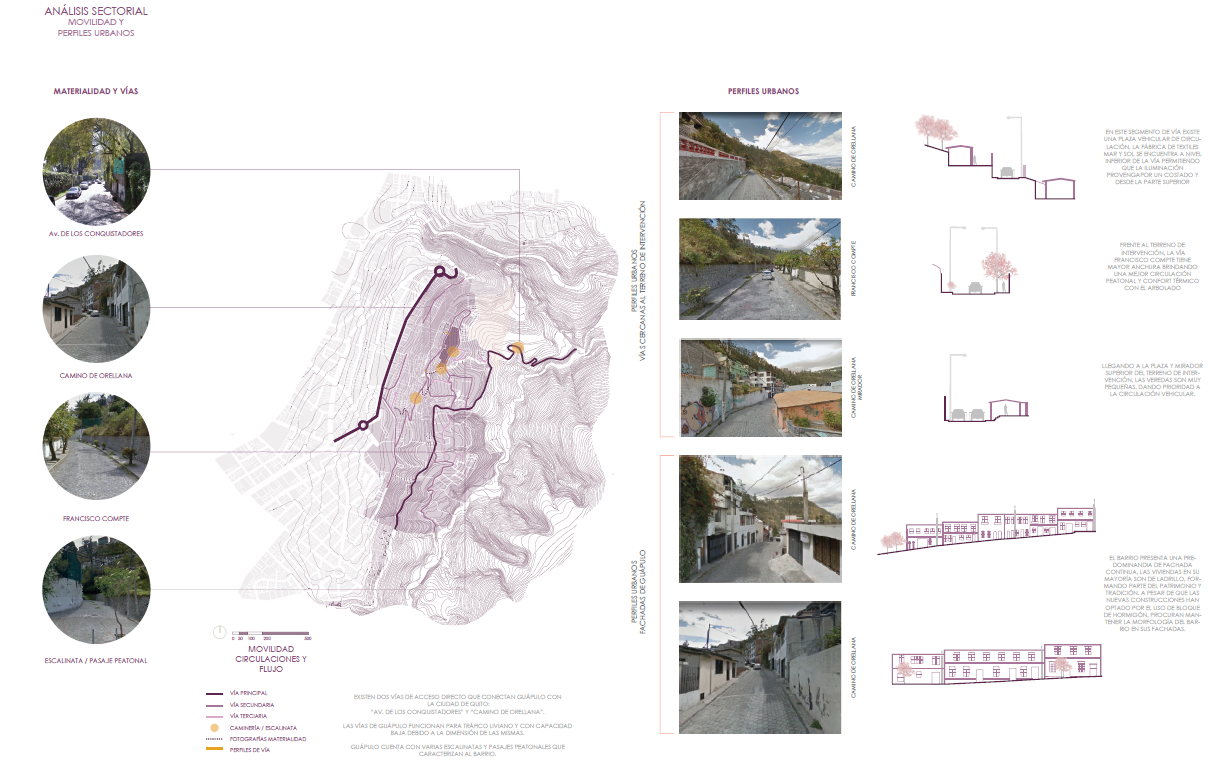 ANÁLISIS SECTORIAL
MOVILIDAD Y
PERFILES URBANOS
MATERIALIDAD Y VÍAS
AV. DE LOS CONQUISTADORES
CAMINO DE ORELLANA
FRANCISCO COMPTE
ESCALINATA / PASAJE PEATONAL
0 50 100 200 500
MOVILIDAD
CIRCULACIONES Y
FLUJO
VÍA PRINCIPAL
VÍA SECUNDARIA
VÍA TERCIARIA
CAMINERÍA / ESCALINATA
FOTOGRAFÍAS MATERIALIDAD
PERFILES DE VÍA
EXISTEN DOS VÍAS DE ACCESO DIRECTO QUE CONECTAN GUÁPULO CON
LA CIUDAD DE QUITO:
"AV. DE LOS CONQUISTADORES" Y "CAMINO DE ORELLANA".
LAS VÍAS DE GUÁPULO FUNCIONAN PARA TRÁFICO LIVIANO Y CON CAPACIDAD
BAJA DEBIDO A LA DIMENSIÓN DE LAS MISMAS.
GUÁPULO CUENTA CON VARIAS ESCALINATAS Y PASAJES PEATONALES QUE
CARACTERIZAN AL BARRIO.
PERFILES URBANOS
PERFILES URBANOS
VÍAS CERCANAS AL TERRENO DE INTERVENCIÓN
CAMINO DE ORELLANA
EN ESTE SEGMENTO DE VÍA EXISTE
UNA PLAZA VEHICULAR DE CIRCU-
LACIÓN, LA FÁBRICA DE TEXTILES
MAR Y SOL SE ENCUENTRA A NIVEL
INFERIOR DE LA VÍA PERMITIENDO
QUE LA ILUMINACIÓN
PROVENGAPOR UN COSTADO Y
DESDE LA PARTE SUPERIOR
FRANCISCO COMPTE
FRENTE AL TERRENO DE
INTERVENCIÓN, LA VÍA
FRANCISCO COMPTE TIENE
MAYOR ANCHURA BRINDANDO
UNA MEJOR CIRCULACIÓN
PEATONAL Y CONFORT TÉRMICO
CON EL ARBOLADO
CAMINO DE ORELLANA
MIRADOR
LLEGANDO A LA PLAZA Y MIRADOR
SUPERIOR DEL TERRENO DE INTER-
VENCIÓN, LAS VEREDAS SON MUY
PEQUEÑAS, DANDO PRIORIDAD A
LA CIRCULACIÓN VEHICULAR.
PERFILES URBANOS
FACHADAS DE GUÁPULO
CAMINO DE ORELLANA
EL BARRIO PRESENTA UNA PRE-
DOMINANDIA DE FACHADA
CONTINUA, LAS VIVIENDAS EN SU
MAYORÍA SON DE LADRILLO, FOR-
MANDO PARTE DEL PATRIMONIO Y
TRADICIÓN. A PESAR DE QUE LAS
NUEVAS CONSTRUCCIONES HAN
OPTADO POR EL USO DE BLOQUE
DE HORMIGÓN, PROCURAN MAN-
TENER LA MORFOLOGÍA DEL BAR-
RIO EN SUS FACHADAS.
CAMINO DE ORELLANA